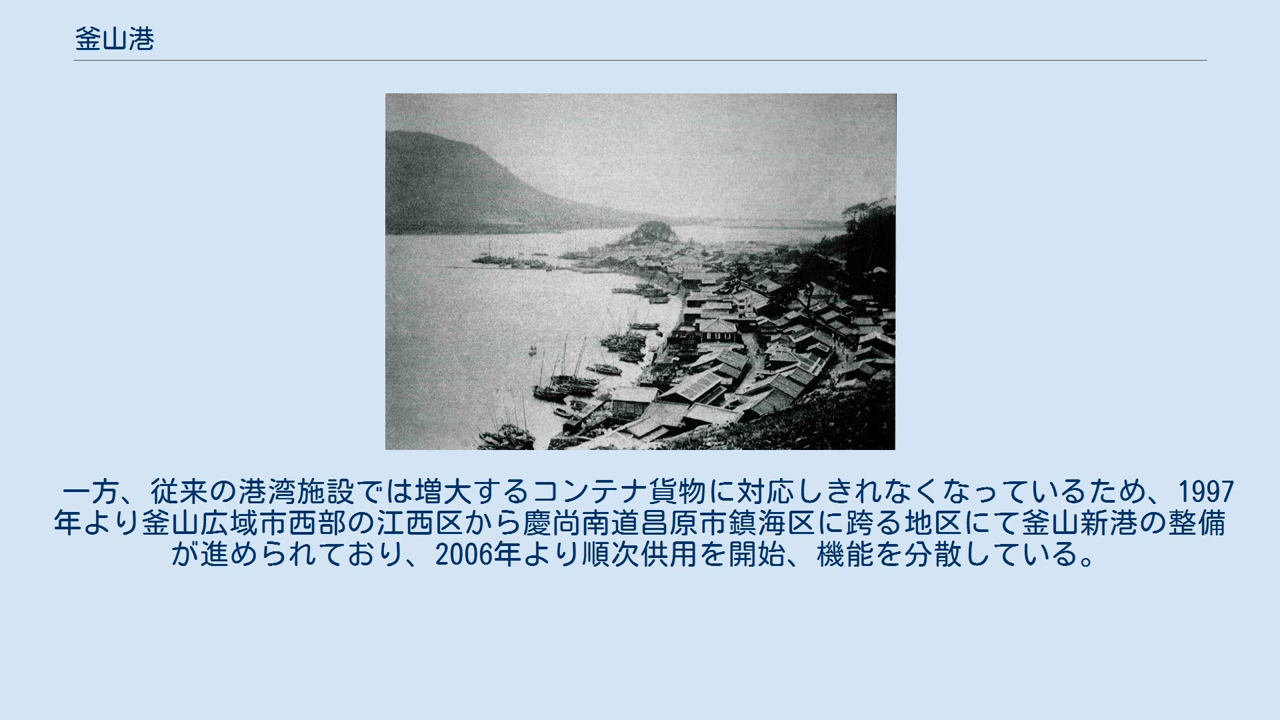 釜山港
一方、従来の港湾施設では増大するコンテナ貨物に対応しきれなくなっているため、1997
年より釜山広域市西部の江西区から慶尚南道昌原市鎮海区に跨る地区にて釜山新港の整備
が進められており、2006年より順次供用を開始、機能を分散している。